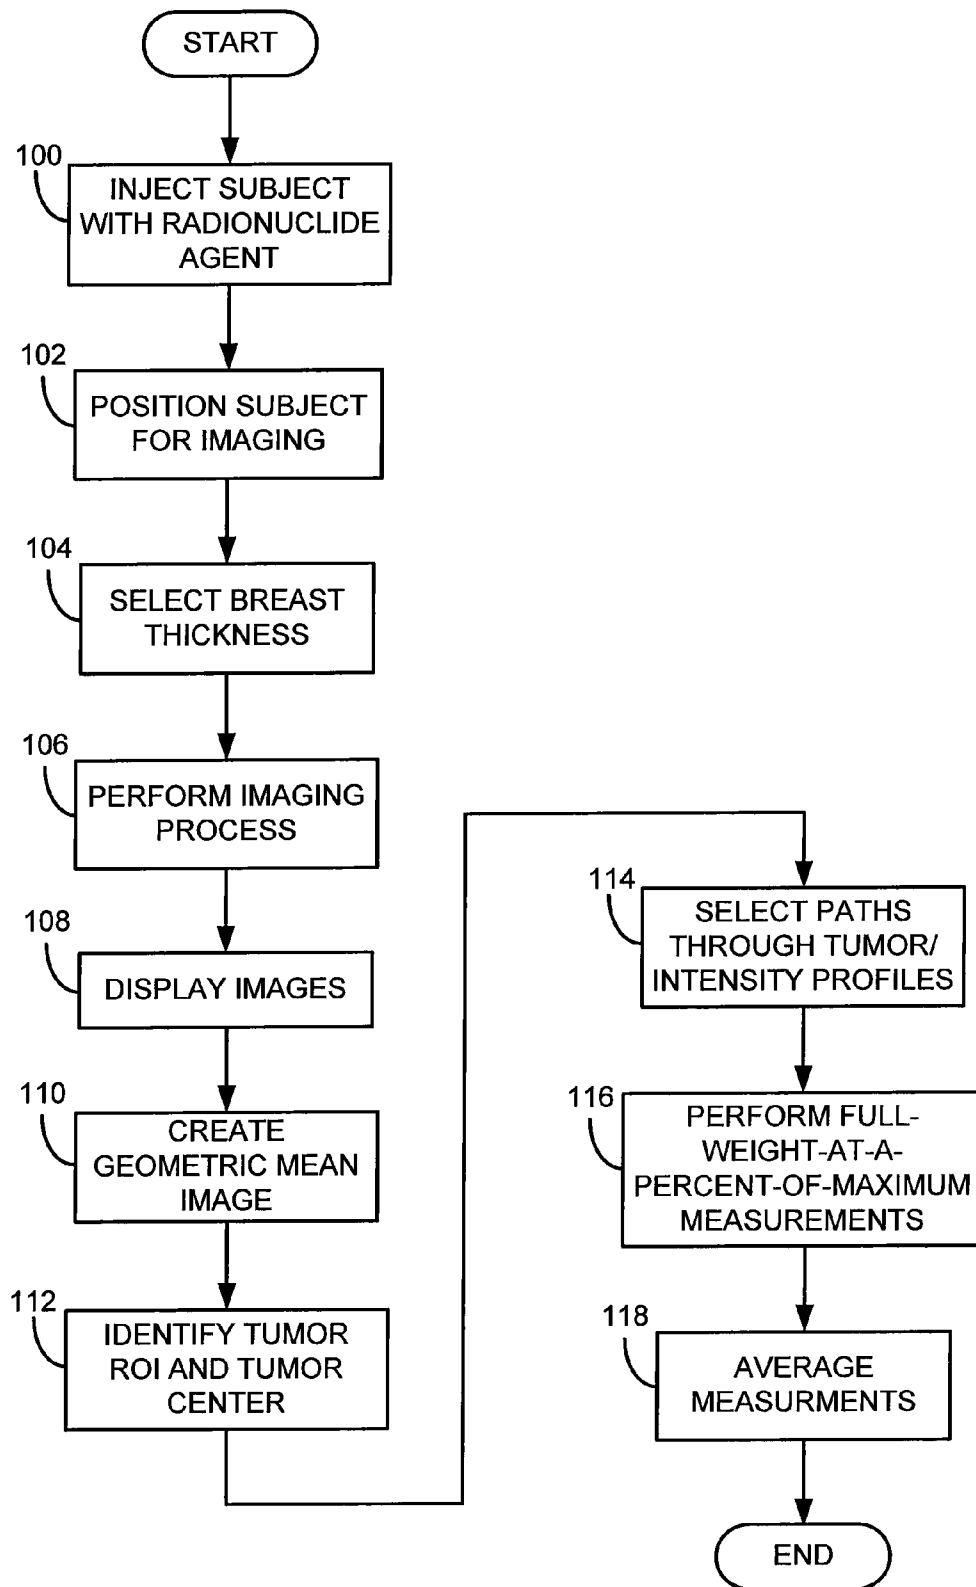 START
100
INJECT SUBJECT
WITH RADIONUCLIDE
AGENT
102
POSITION SUBJECT
FOR IMAGING
104
SELECT BREAST
THICKNESS
106
PERFORM IMAGING
PROCESS
108
DISPLAY IMAGES
110
CREATE
GEOMETRIC MEAN
IMAGE
112
IDENTIFY TUMOR
ROI AND TUMOR
CENTER
114
SELECT PATHS
THROUGH TUMOR/
INTENSITY PROFILES
116
PERFORM FULL-
WEIGHT-AT-A-
PERCENT-OF-MAXIMUM
MEASUREMENTS
118
AVERAGE
MEASURMENTS
END